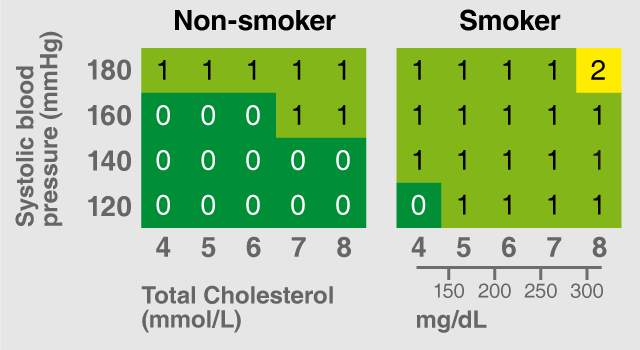 Non-smoker Smoker
Systolic blood
pressure (mmHg)
180 1 1 1 1 1 1 1 1 1 2
160 0 0 0 1 1 1 1 1 1 1
140 0 0 0 0 0 1 1 1 1 1
120 0 0 0 0 0 0 1 1 1 1
4 5 6 7 8 4 5 6 7 8
150 200 250 300
Total Cholesterol
(mmol/L) mg/dL